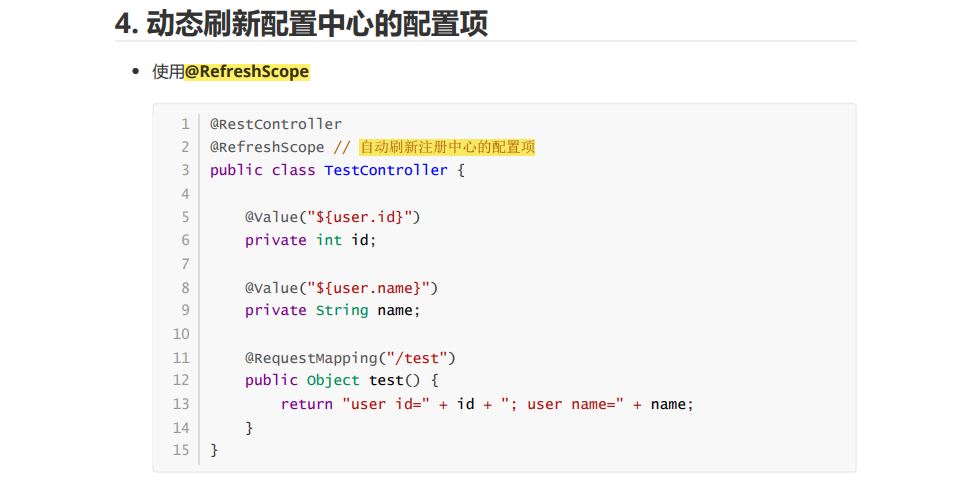 4. 动态刷新配置中心的配置项
• 使用@RefreshScope
1 @RestController
2 @RefreshScope // 自动刷新注册中心的配置项
3 public class TestController {
4
5     @Value("${user.id}")
6     private int id;
7
8     @Value("${user.name}")
9     private String name;
10
11     @RequestMapping("/test")
12     public Object test() {
13         return "user id=" + id + "; user name=" + name;
14     }
15 }